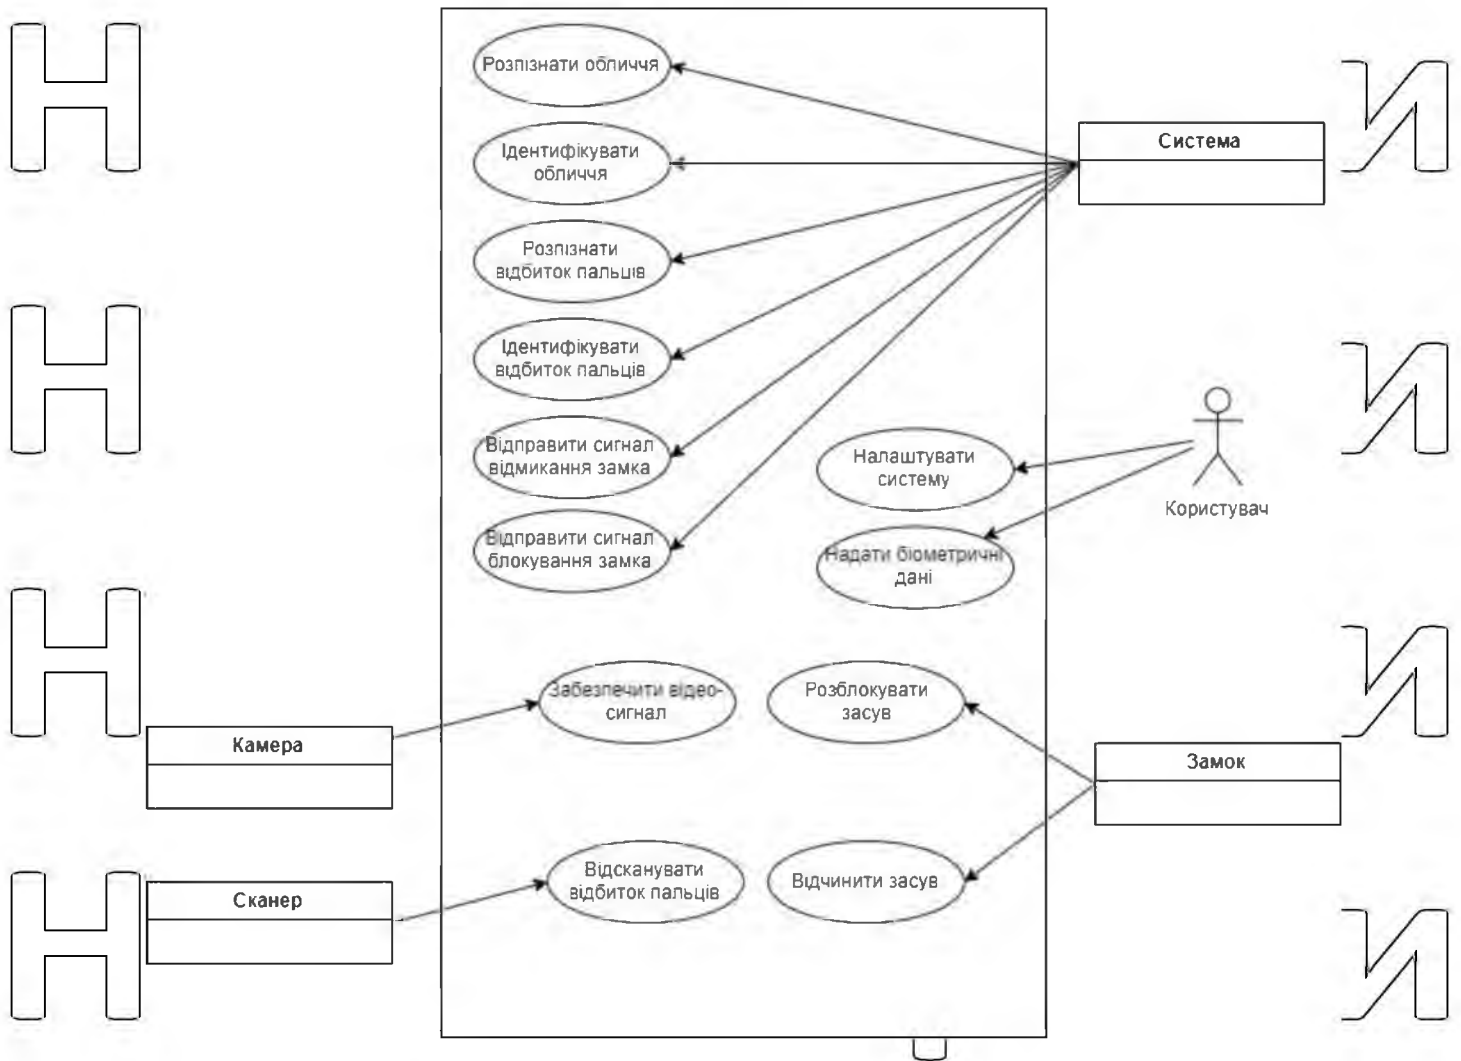 Розпізнати обличчя
Ідентифікувати
обличчя
Розпізнати
відбиток пальців
Ідентифікувати
відбиток пальців
Відправити сигнал
відмикання замка
Відправити сигнал
блокування замка
Система
Налаштувати
систему
Надати біометричні
дані
Користувач
Забезпечити відео-
сигнал
Розблокувати
засув
Камера
Замок
Відсканувати
відбиток пальців
Відчинити засув
Сканер
Н
Н
Н
Н
И
И
И
И